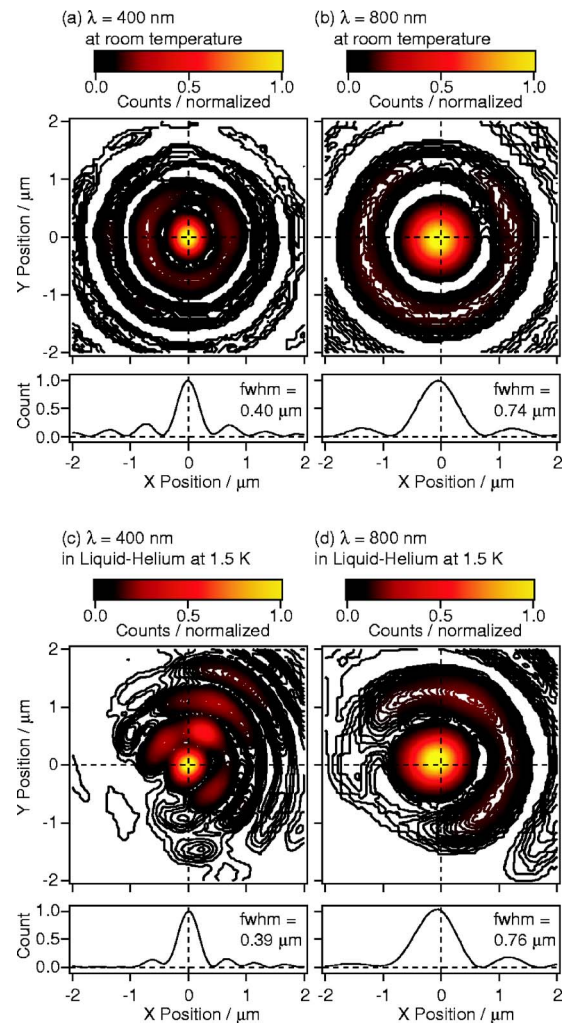 (a) λ = 400 nm
at room temperature
(b) λ = 800 nm
at room temperature
0.0 0.5 1.0
Counts / normalized
0.0 0.5 1.0
Counts / normalized
2
1
0
-1
-2
Y Position / μm
Count
1.0
0.5
0.0
fwhm =
0.40 μm
fwhm =
0.74 μm
-2 -1 0 1 2
X Position / μm
-2 -1 0 1 2
X Position / μm
(c) λ = 400 nm
in Liquid-Helium at 1.5 K
(d) λ = 800 nm
in Liquid-Helium at 1.5 K
0.0 0.5 1.0
Counts / normalized
0.0 0.5 1.0
Counts / normalized
2
1
0
-1
-2
Y Position / μm
Count
1.0
0.5
0.0
fwhm =
0.39 μm
fwhm =
0.76 μm
-2 -1 0 1 2
X Position / μm
-2 -1 0 1 2
X Position / μm